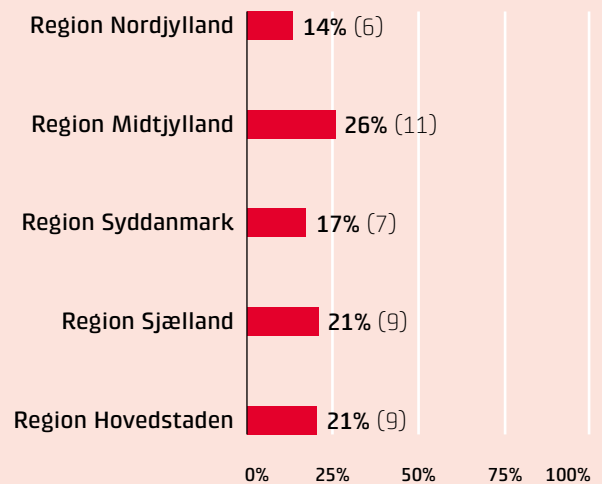 Region Nordjylland 14% (6)
Region Midtjylland 26% (11)
Region Syddanmark 17% (7)
Region Sjælland 21% (9)
Region Hovedstaden 21% (9)
0% 25% 50% 75% 100%